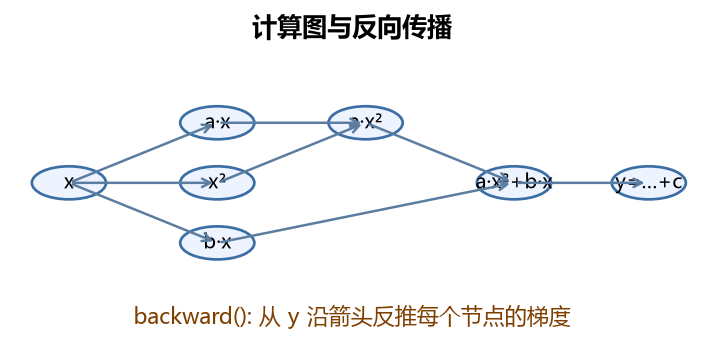 计算图与反向传播
a·x
a·x²
x
x²
a·x²+b·x
y=...+c
b·x
backward(): 从 y 沿箭头反推每个节点的梯度